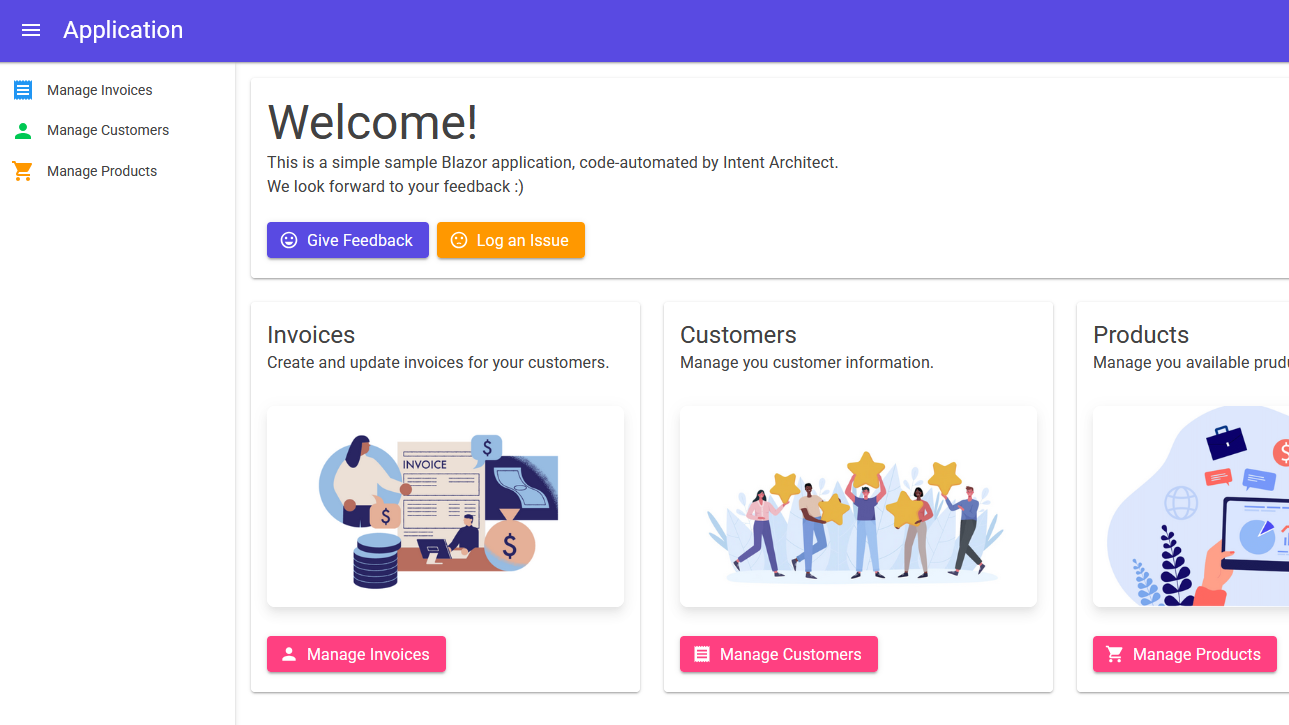 Application
Manage Invoices
Manage Customers
Manage Products
Welcome!
This is a simple sample Blazor application, code-automated by Intent Architect.
We look forward to your feedback :)
Give Feedback
Log an Issue
Invoices
Create and update invoices for your customers.
$
INVOICE
$
$
Manage Invoices
Customers
Manage you customer information.
Manage Customers
Products
Manage you available
$
Manage Products